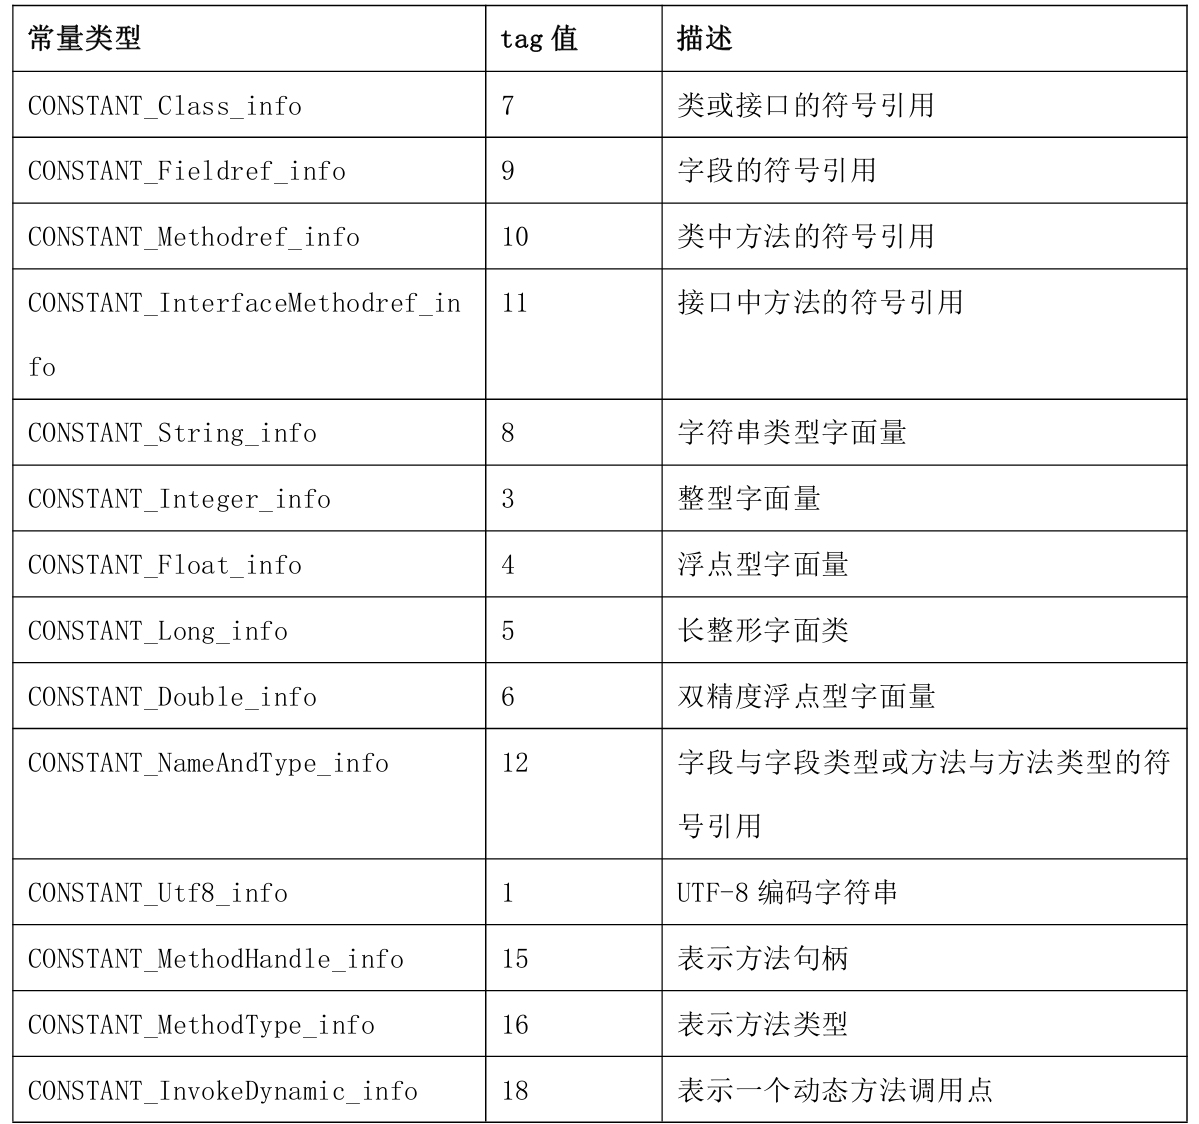 常量类型 tag 值 描述
CONSTANT_Class_info 7 类或接口的符号引用
CONSTANT_Fieldref_info 9 字段的符号引用
CONSTANT_Methodref_info 10 类中方法的符号引用
CONSTANT_InterfaceMethodref_in 11 接口中方法的符号引用
fo
CONSTANT_String_info 8 字符串类型字面量
CONSTANT_Integer_info 3 整型字面量
CONSTANT_Float_info 4 浮点型字面量
CONSTANT_Long_info 5 长整形字面类
CONSTANT_Double_info 6 双精度浮点型字面量
CONSTANT_NameAndType_info 12 字段与字段类型或方法与方法类型的符
号引用
CONSTANT_Utf8_info 1 UTF-8 编码字符串
CONSTANT_MethodHandle_info 15 表示方法句柄
CONSTANT_MethodType_info 16 表示方法类型
CONSTANT_InvokeDynamic_info 18 表示一个动态方法调用点